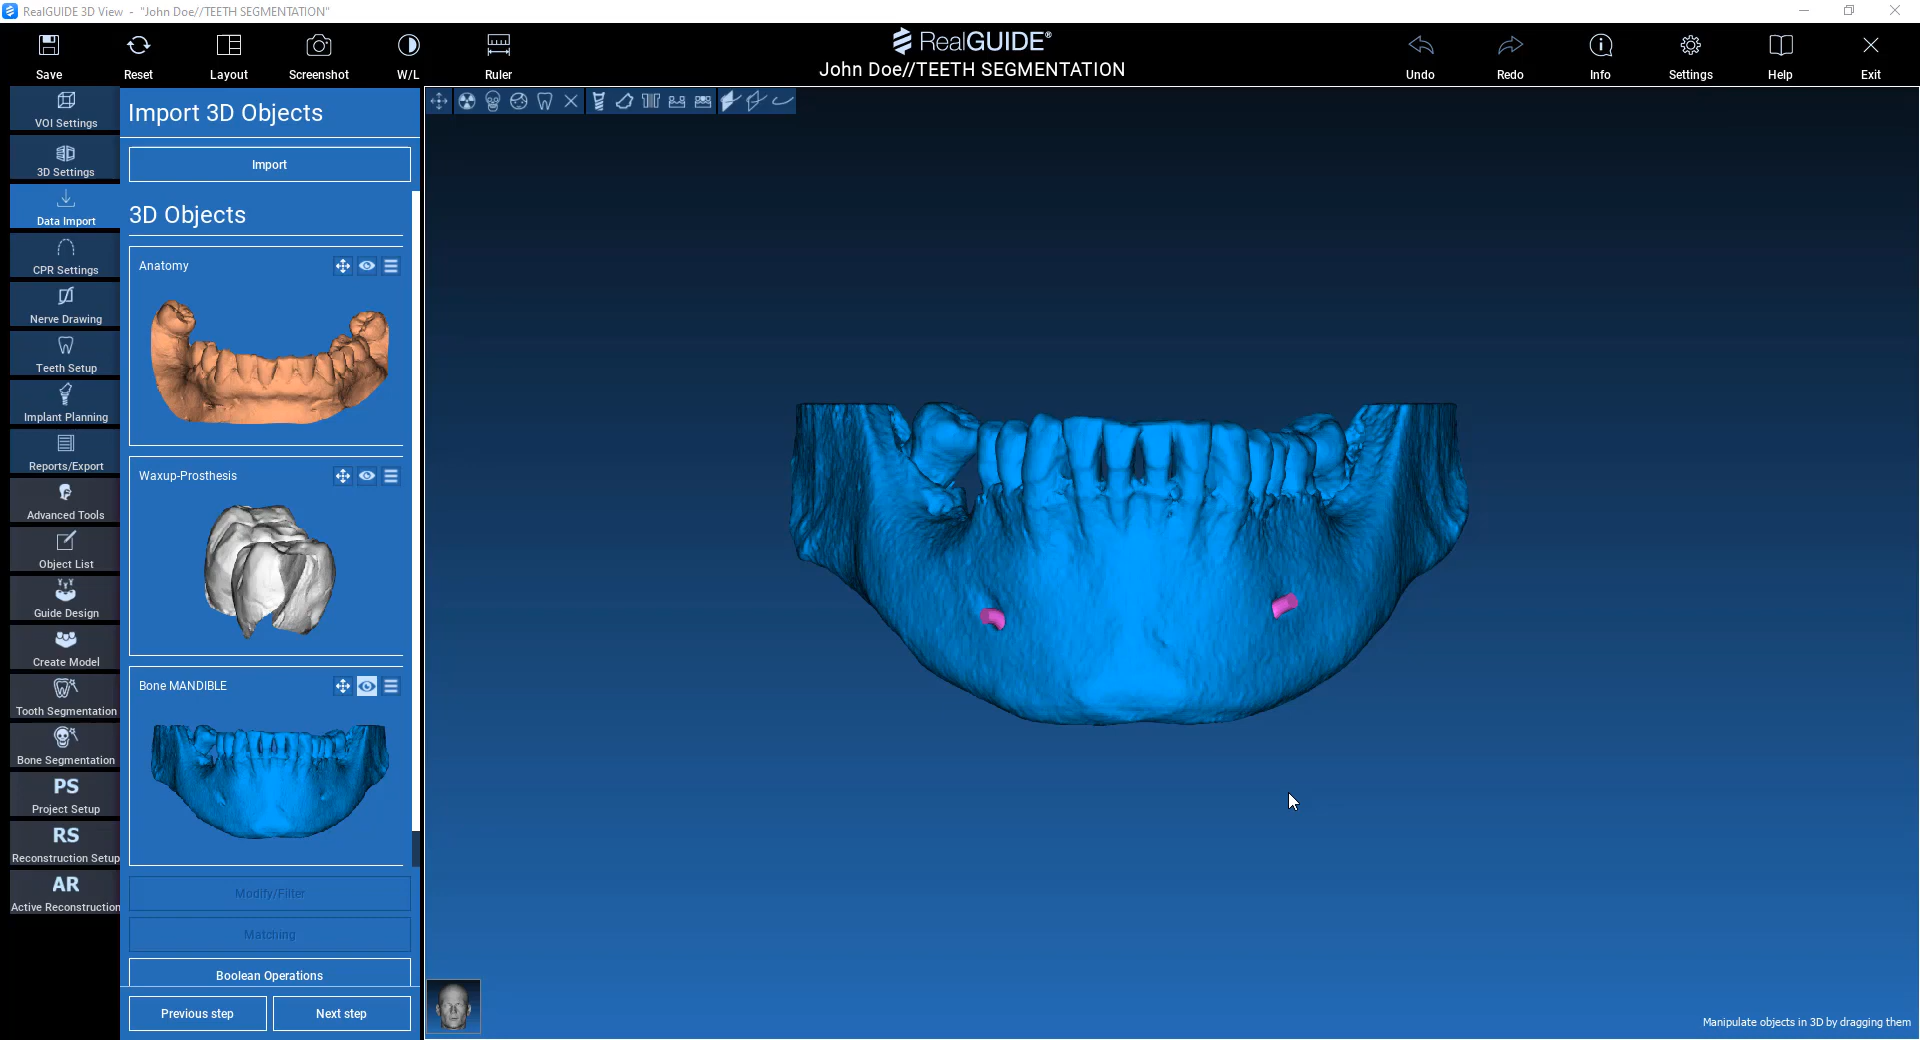 RealGUIDE 3D View - "John Doe//TEETH SEGMENTATION"
Save
Reset
Layout
Screenshot
W/L
Ruler
RealGUIDE®
John Doe//TEETH SEGMENTATION
Undo
Redo
Info
Settings
Help
Exit
VOI Settings
3D Settings
Data Import
CPR Settings
Nerve Drawing
Teeth Setup
Implant Planning
Reports/Export
Advanced Tools
Object List
Guide Design
Create Model
Tooth Segmentation
Bone Segmentation
PS
Project Setup
RS
Reconstruction Setup
AR
Active Reconstruction
Import 3D Objects
Import
3D Objects
Anatomy
Waxup-Prosthesis
Bone MANDIBLE
Modify/Filter
Matching
Boolean Operations
Previous step
Next step
Manipulate objects in 3D by dragging them